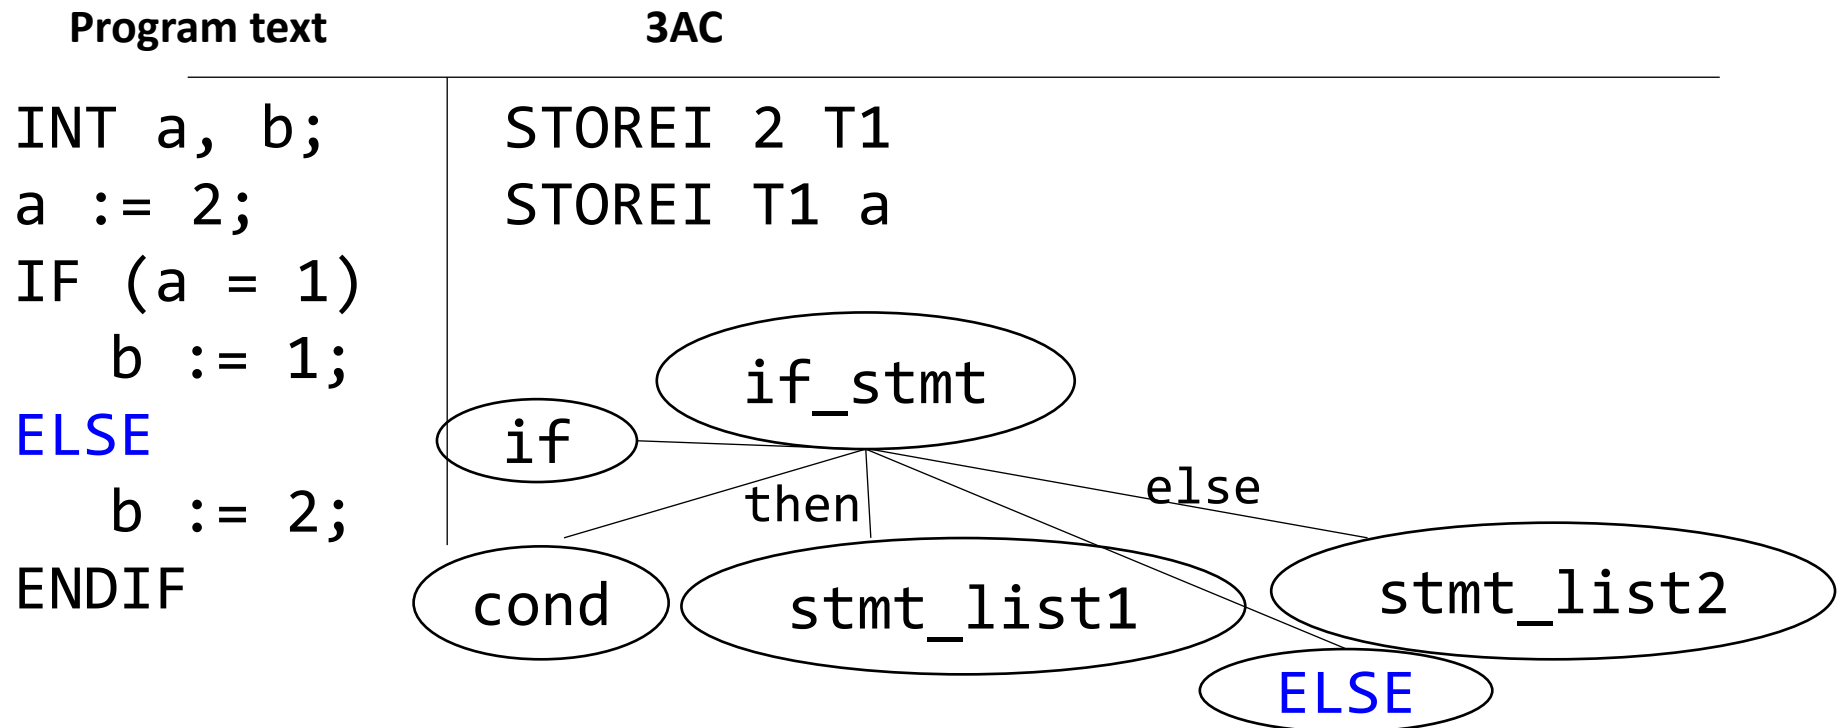 Program text
3AC
INT a, b;
a := 2;
IF (a = 1)
b := 1;
ELSE
b := 2;
ENDIF
STOREI 2 T1
STOREI T1 a
if_stmt
if
then
else
cond
stmt_list1
stmt_list2
ELSE